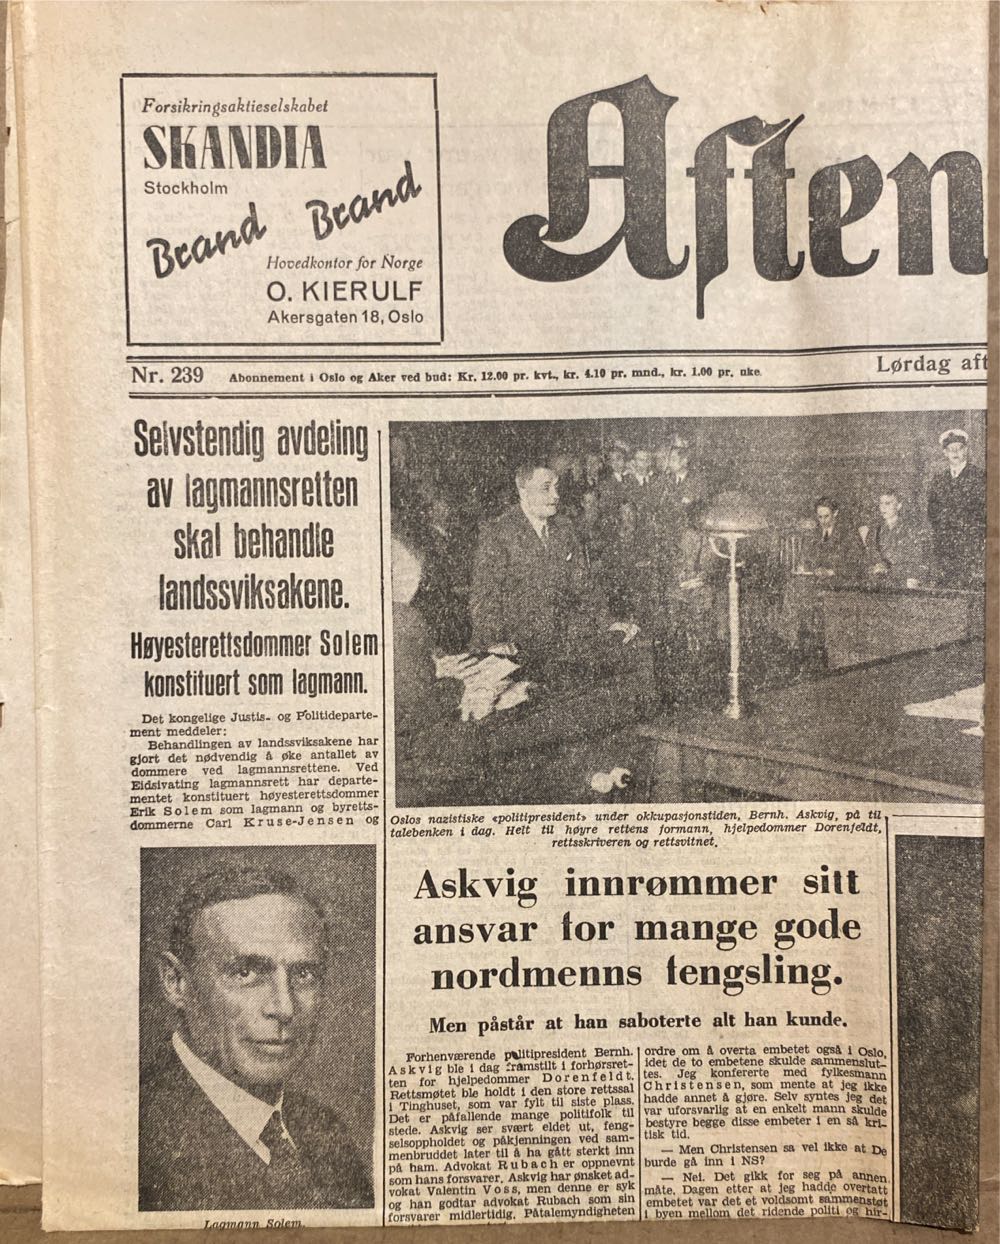 Forsikringsaktieselskabet
SKANDIA
Stockholm
Brand Brand
Hovedkontor for Norge
O. KIERULF
Akersgaten 18, Oslo
Aften
Nr. 239 Abonnement i Oslo og Aker ved bud: Kr. 12.00 pr. kvt., kr. 4.10 pr. mnd., kr. 1.00 pr. uke. Lørdag aft
Selvstendig avdeling
av lagmannsretten
skal behandle
landssviksakene.
Høyesterettsdommer Solem
konstituert som lagmann.
Det kongelige Justis- og Politideparte-
ment meddeler:
Behandlingen av landssviksakene har
gjort det nødvendig å øke antallet av
dommere ved lagmannsrettene. Ved
Eidsivating lagmannsrett har departe-
mentet konstituert høyesterettsdommer
Erik Solem som lagmann og byretts-
dommerne Carl Kruse-Jensen og
Lagmann Solem.
Oslos nazistiske «politipresident» under okkupasjonstiden, Bernh. Askvig, på til
talebenken i dag. Helt til høyre rettens formann, hjelpedommer Dorenfeldt,
rettsskriveren og rettsvitnet.
Askvig innrømmer sitt
ansvar for mange gode
nordmenns fengsling.
Men påstår at han saboterte alt han kunde.
Forhenværende politipresident Bernh.
Askvig ble i dag framstilt i forhørsret-
ten for hjelpedommer Dorenfeldt.
Rettsmøtet ble holdt i den store rettssal
i Tinghuset, som var fylt til siste plass.
Det er påfallende mange politifolk til
stede. Askvig ser svært eldet ut, feng-
selsoppholdet og påkjenningen ved sam-
menbruddet later til å ha gått sterkt inn
på ham. Advokat Rubach er oppnevnt
som hans forsvarer. Askvig har ønsket ad-
vokat Valentin Voss, men denne er syk
og han godtar advokat Rubach som sin
forsvarer midlertidig. Påtalemyndigheten
ordre om å overta embetet også i Oslo,
idet de to embetene skulde sammenslut-
tes. Jeg konfererte med fylkesmann
Christensen, som mente at jeg ikke
hadde annet å gjøre. Selv syntes jeg det
var uforsvarlig at en enkelt mann skulde
bestyre begge disse embeter i en så kri-
tisk tid.
— Men Christensen sa vel ikke at De
burde gå inn i NS?
— Nei. Det gikk for seg på annen
måte. Dagen etter at jeg hadde overtatt
embetet var det et voldsomt sammenstøt
i byen mellom det ridende politi og hir-